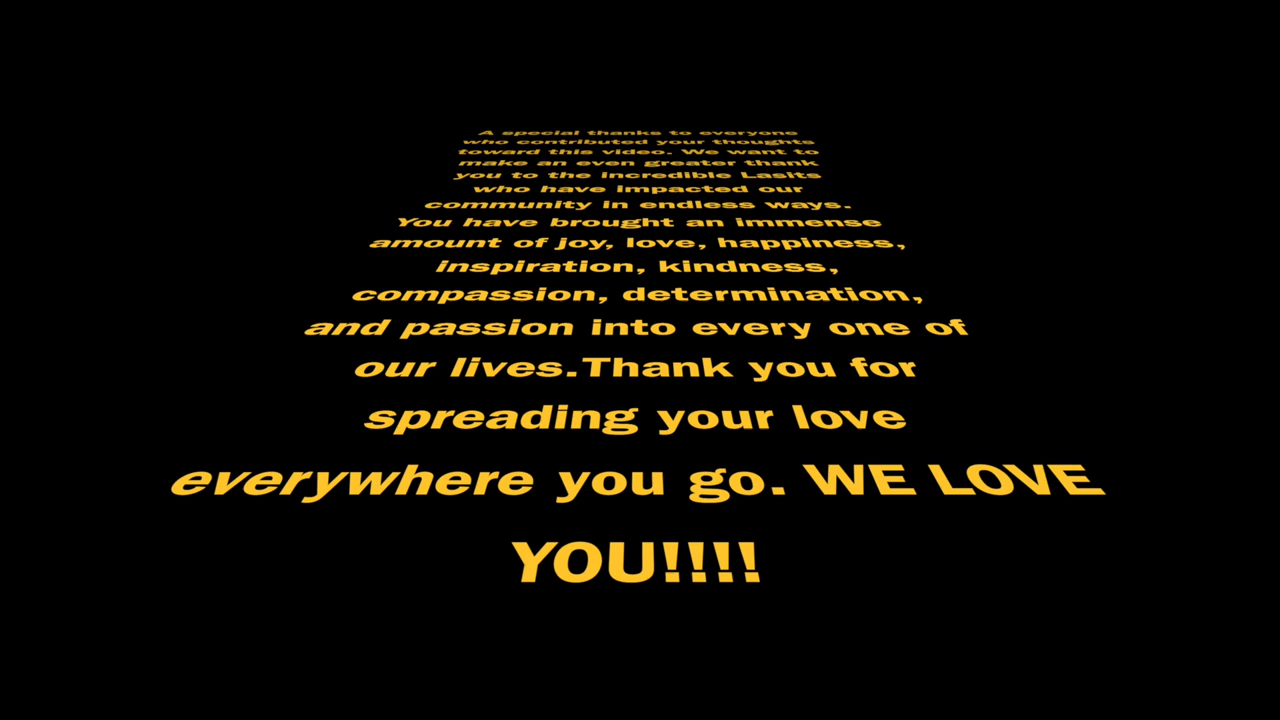 A special thanks to everyone
who contributed your thoughts
toward this video. We want to
make an even greater thank
you to the incredible Lasits
who have impacted our
community in endless ways.
You have brought an immense
amount of joy, love, happiness,
inspiration, kindness,
compassion, determination,
and passion into every one of
our lives.Thank you for
spreading your love
everywhere you go. WE LOVE
YOU!!!!